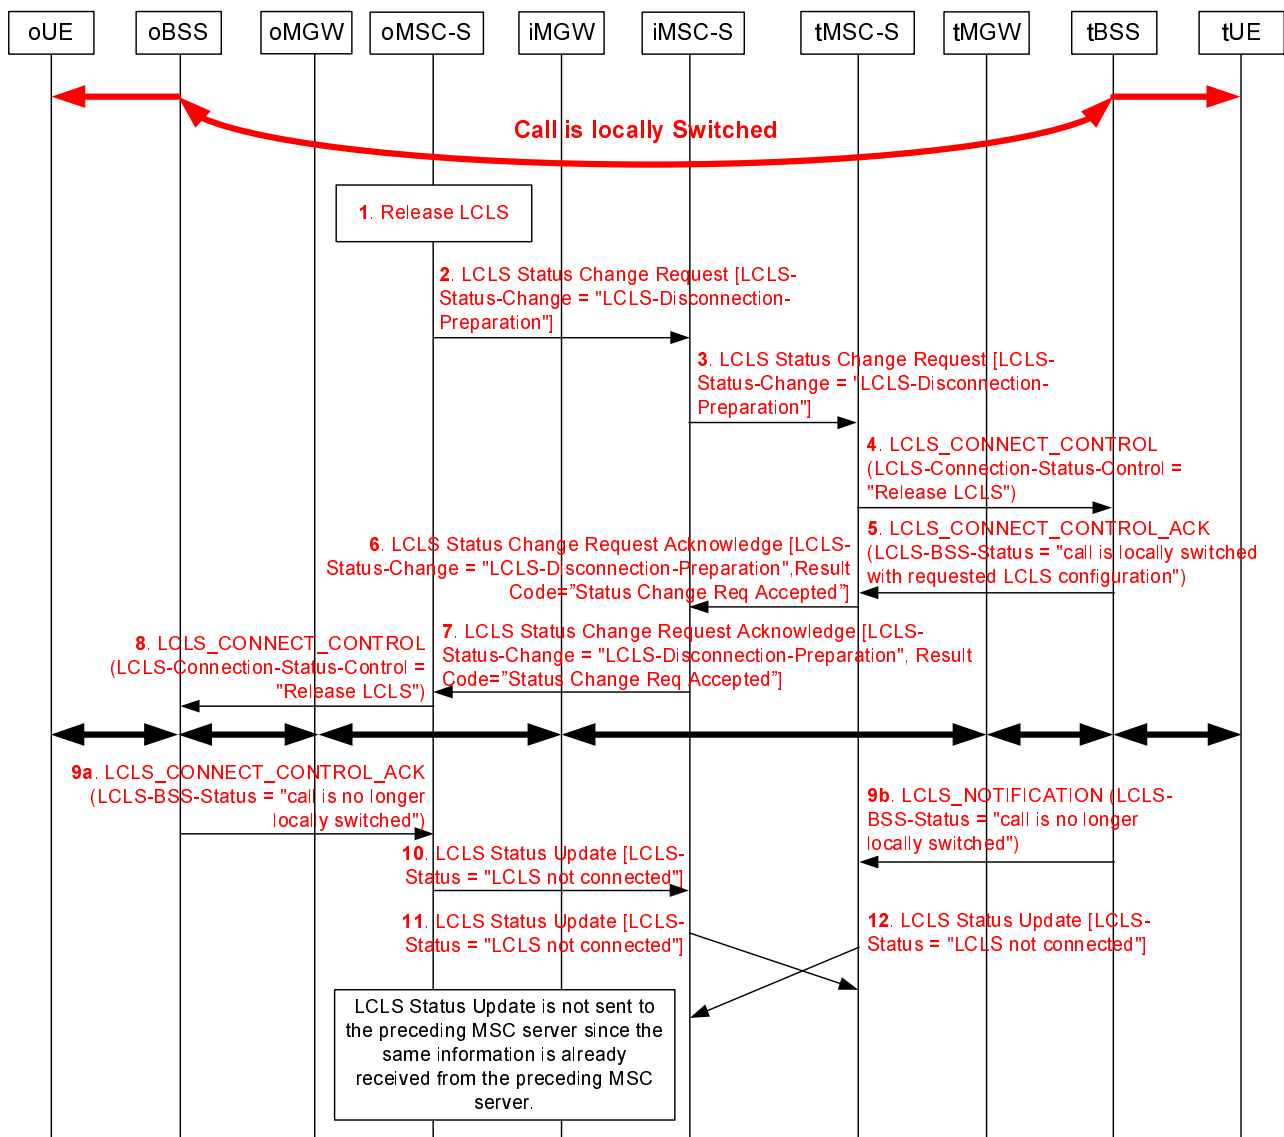 oUE oBSS oMGW oMSC-S iMGW iMSC-S tMSC-S tMGW tBSS tUE
Call is locally Switched
1. Release LCLS
2. LCLS Status Change Request [LCLS-
Status-Change = "LCLS-Disconnection-
Preparation"]
3. LCLS Status Change Request [LCLS-
Status-Change = "LCLS-Disconnection-
Preparation"]
4. LCLS_CONNECT_CONTROL
(LCLS-Connection-Status-Control =
"Release LCLS")
5. LCLS_CONNECT_CONTROL_ACK
(LCLS-BSS-Status = "call is locally switched
with requested LCLS configuration")
6. LCLS Status Change Request Acknowledge [LCLS-
Status-Change = "LCLS-Disconnection-Preparation",Result
Code=”Status Change Req Accepted”]
7. LCLS Status Change Request Acknowledge [LCLS-
Status-Change = "LCLS-Disconnection-Preparation", Result
Code=”Status Change Req Accepted”]
8. LCLS_CONNECT_CONTROL
(LCLS-Connection-Status-Control =
"Release LCLS")
9a. LCLS_CONNECT_CONTROL_ACK
(LCLS-BSS-Status = "call is no longer
locally switched")
9b. LCLS_NOTIFICATION (LCLS-
BSS-Status = "call is no longer
locally switched")
10. LCLS Status Update [LCLS-
Status = "LCLS not connected"]
11. LCLS Status Update [LCLS-
Status = "LCLS not connected"]
12. LCLS Status Update [LCLS-
Status = "LCLS not connected"]
LCLS Status Update is not sent to
the preceding MSC server since the
same information is already
received from the preceding MSC
server.